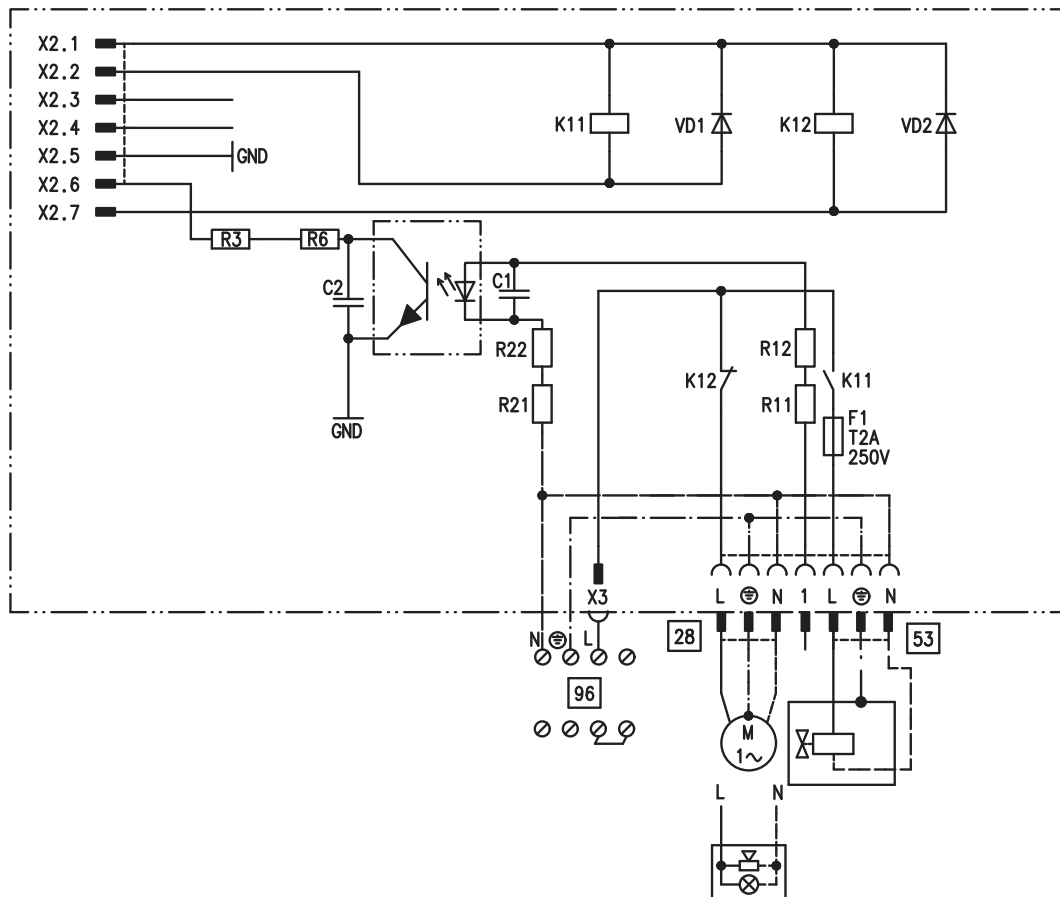 X2.1
X2.2
X2.3
X2.4
X2.5 GND
X2.6
X2.7
K11 VD1 K12 VD2
R3 R6
C2 C1
R22 R12
K12 K11
R21 R11 F1
T2A
250V
GND
X3 L N 1 L N
N L 28 53
96
M
1~
L N